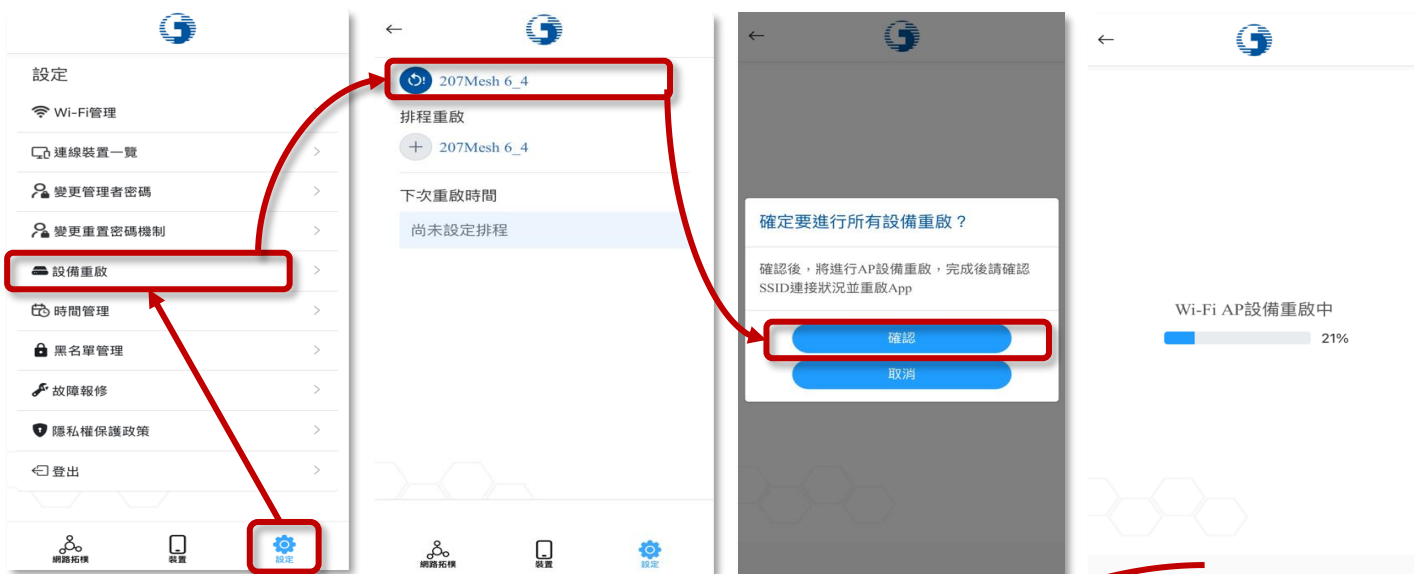 設定
Wi-Fi管理
連線裝置一覽
變更管理者密碼
變更重置密碼機制
設備重啟
時間管理
黑名單管理
故障報修
隱私權保護政策
登出
網路拓樸
裝置
設定
207Mesh 6_4
排程重啟
207Mesh 6_4
下次重啟時間
尚未設定排程
網路拓樸
裝置
設定
確定要進行所有設備重啟？
確認後，將進行AP設備重啟，完成後請確認
SSID連接狀況並重啟App
確認
取消
Wi-Fi AP設備重啟中
21%